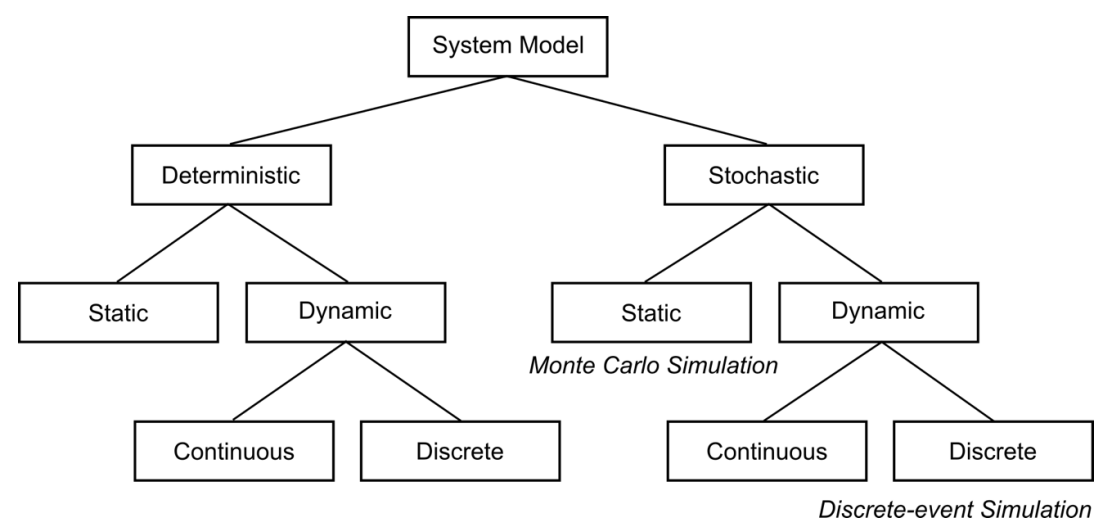 System Model
Deterministic
Stochastic
Static
Dynamic
Static
Dynamic
Monte Carlo Simulation
Continuous
Discrete
Continuous
Discrete
Discrete-event Simulation